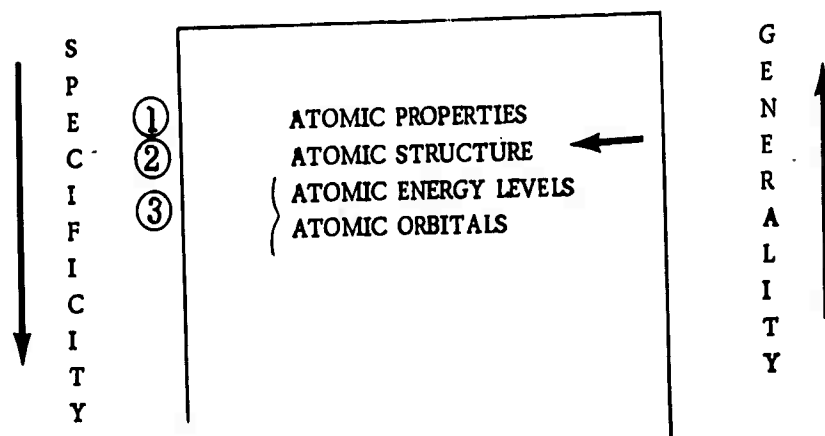 SPECIFICITY
① ATOMIC PROPERTIES
② ATOMIC STRUCTURE
③ ATOMIC ENERGY LEVELS
ATOMIC ORBITALS
GENERALITY